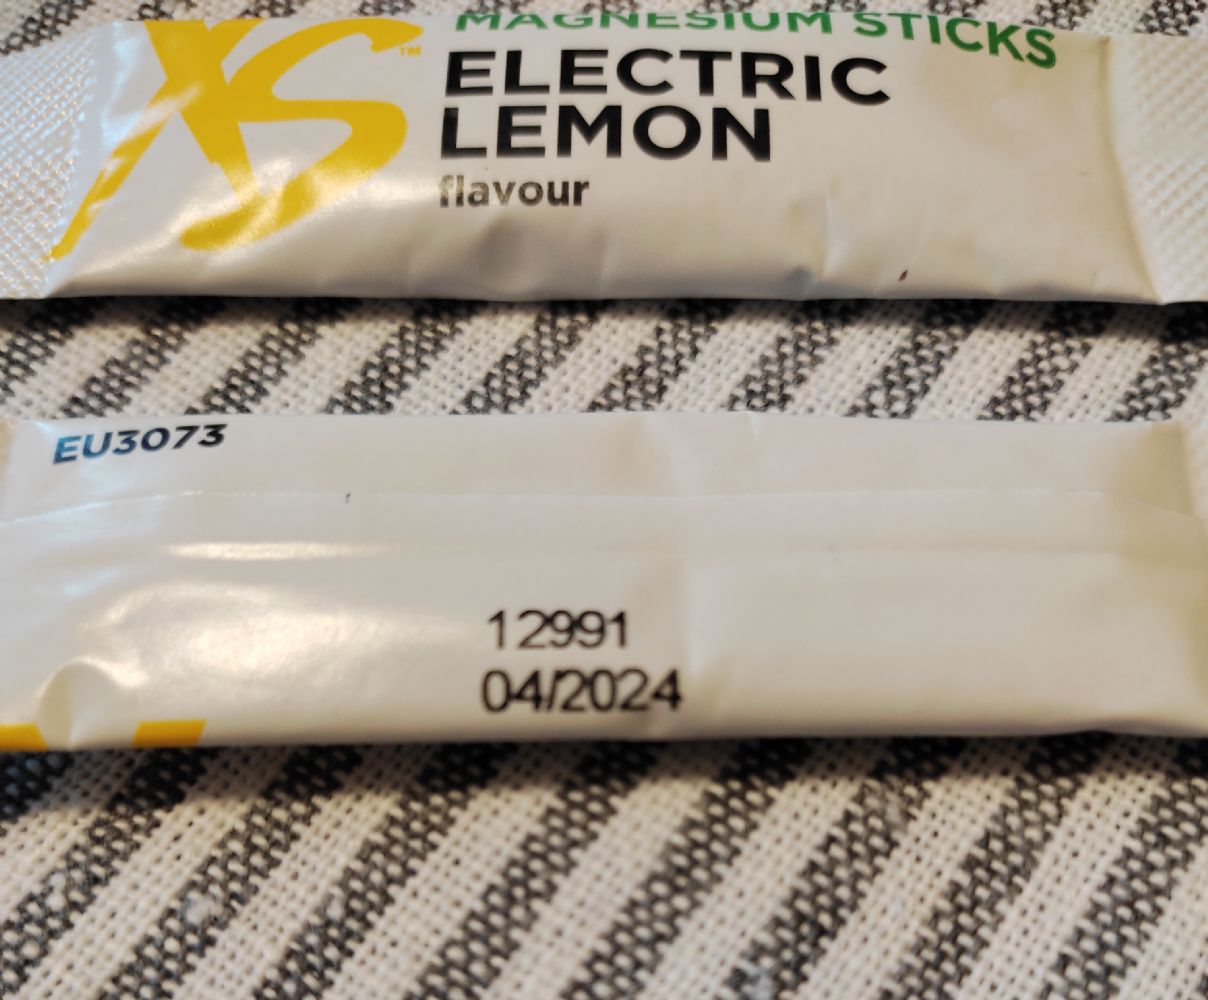 XS™
MAGNESIUM STICKS
ELECTRIC
LEMON
flavour
EU3073
12991
04/2024